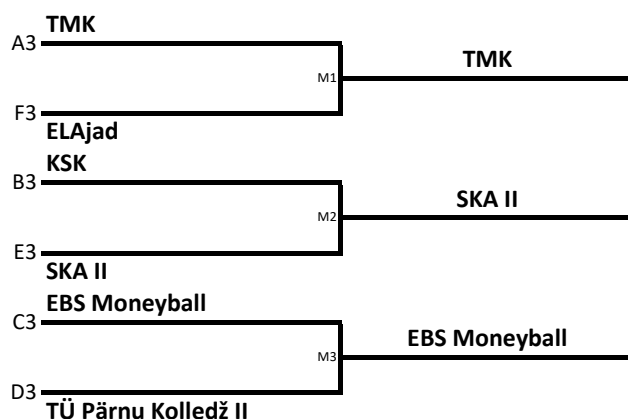 TMK
A3
M1
TMK
F3
ELAjad
KSK
B3
M2
SKA II
E3
SKA II
EBS Moneyball
C3
M3
EBS Moneyball
D3
TÜ Pärnu Kolledž II